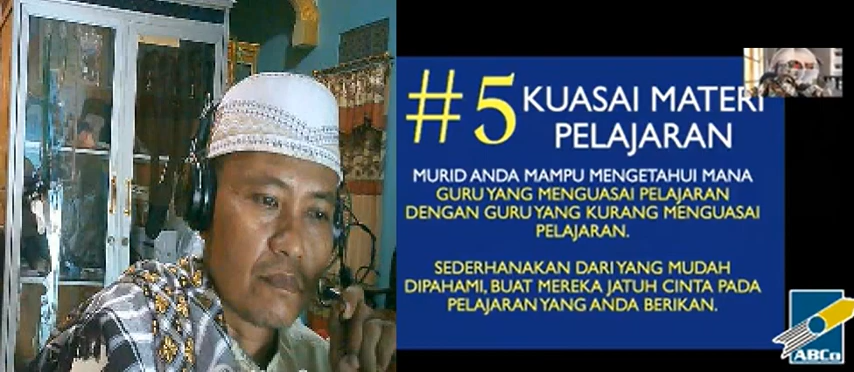 #5 KUASAI MATERI
PELAJARAN
MURID ANDA MAMPU MENGETAHUI MANA
GURU YANG MENGUASAI PELAJARAN
DENGAN GURU YANG KURANG MENGUASAI
PELAJARAN.
SEDERHANAKAN DARI YANG MUDAH
DIPAHAMI, BUAT MEREKA JATUH CINTA PADA
PELAJARAN YANG ANDA BERIKAN.
ABCo